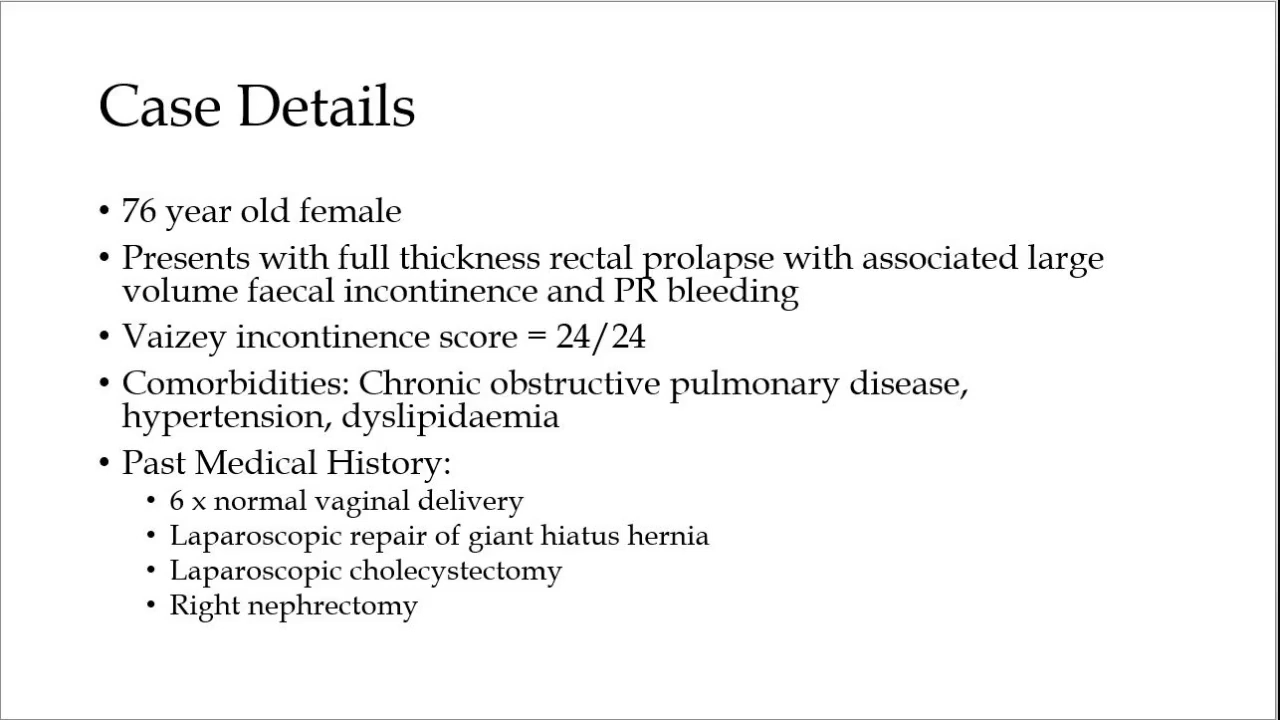 Case Details
• 76 year old female
• Presents with full thickness rectal prolapse with associated large
volume faecal incontinence and PR bleeding
• Vaizey incontinence score = 24/24
• Comorbidities: Chronic obstructive pulmonary disease,
hypertension, dyslipidaemia
• Past Medical History:
• 6 x normal vaginal delivery
• Laparoscopic repair of giant hiatus hernia
• Laparoscopic cholecystectomy
• Right nephrectomy